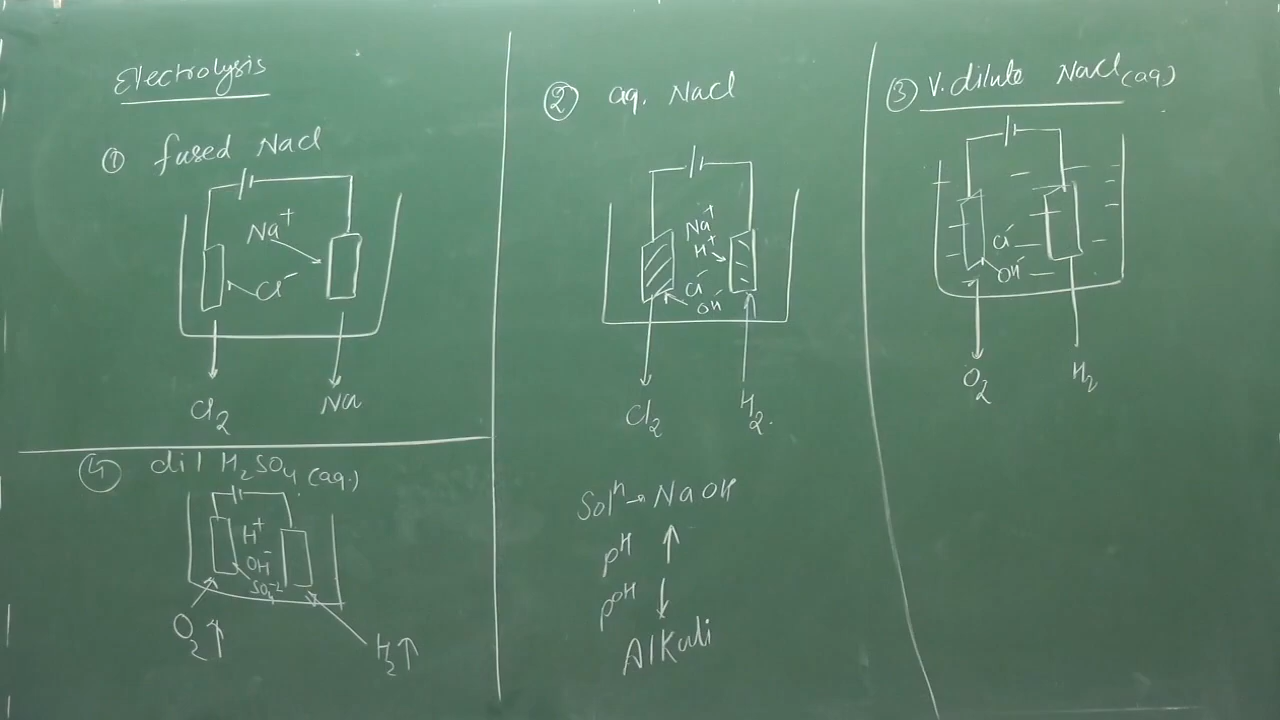 Electrolysis
① fused NaCl
Na⁺
Cl⁻
Cl₂
Na
② aq. NaCl
Na⁺
H⁺
Cl⁻
OH⁻
Cl₂
H₂.
Solⁿ → NaOH
pH ↑
pOH ↓
Alkali
③ V. dilute NaCl (aq)
Cl⁻
OH⁻
O₂
H₂
④ dil H₂SO₄ (aq.)
H⁺
OH⁻
SO₄⁻²
O₂↑
H₂↑